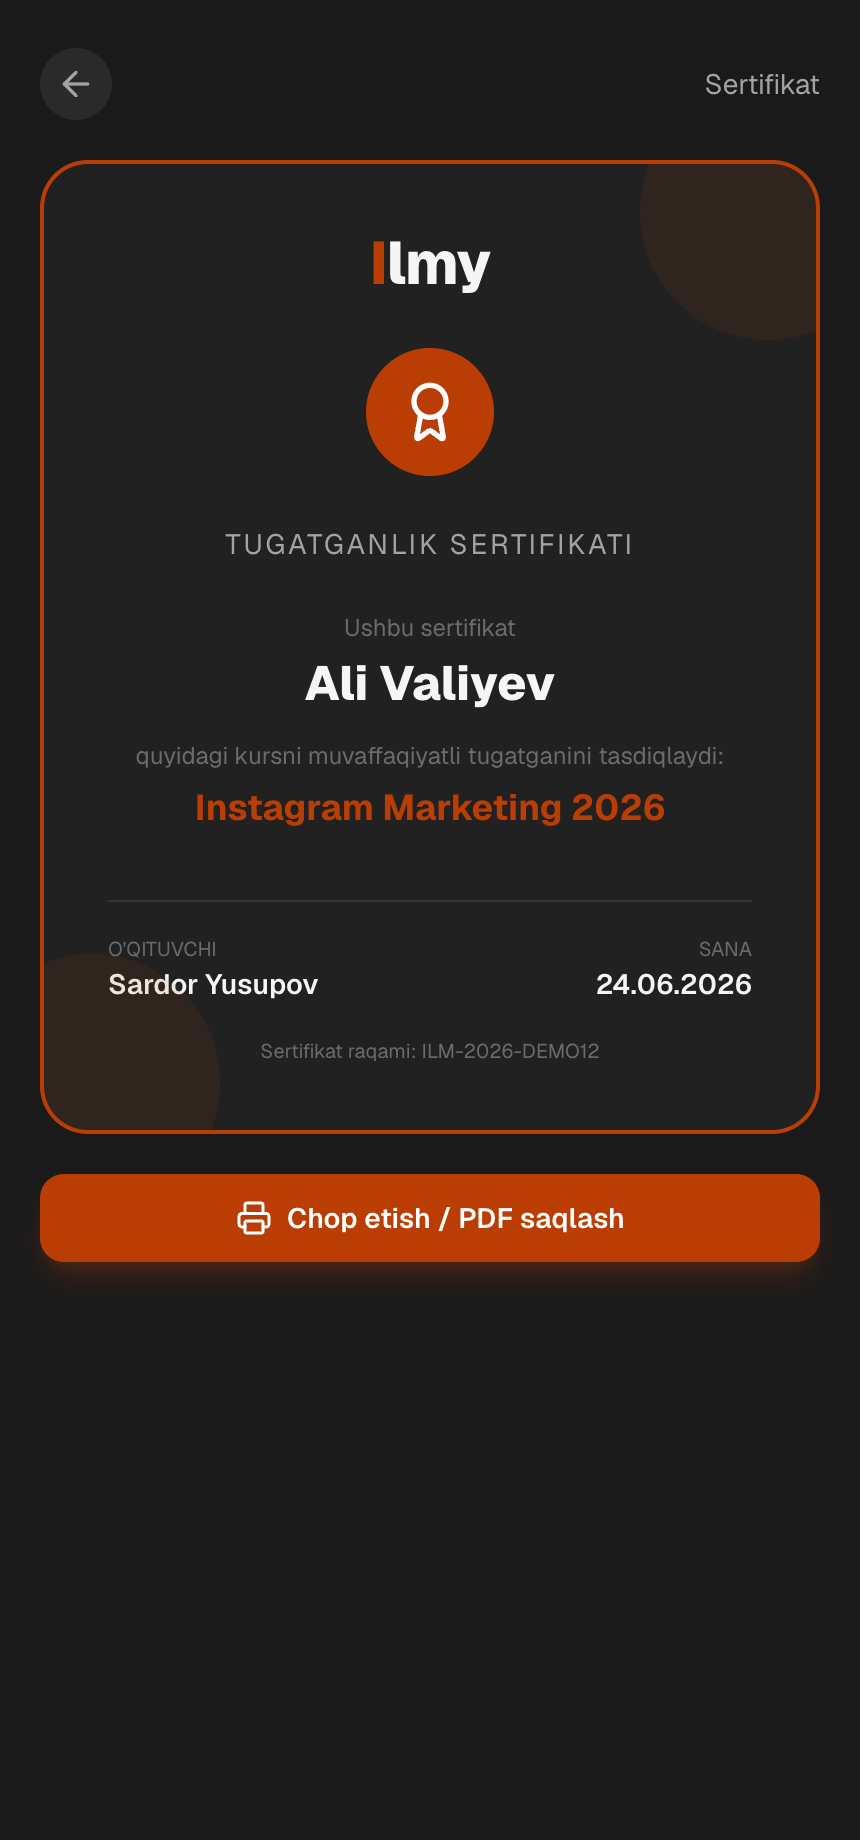 Sertifikat
Ilmy
TUGATGANLIK SERTIFIKATI
Ushbu sertifikat
Ali Valiyev
quyidagi kursni muvaffaqiyatli tugatganini tasdiqlaydi:
Instagram Marketing 2026
O'QITUVCHI
Sardor Yusupov
SANA
24.06.2026
Sertifikat raqami: ILM-2026-DEMO12
Chop etish / PDF saqlash